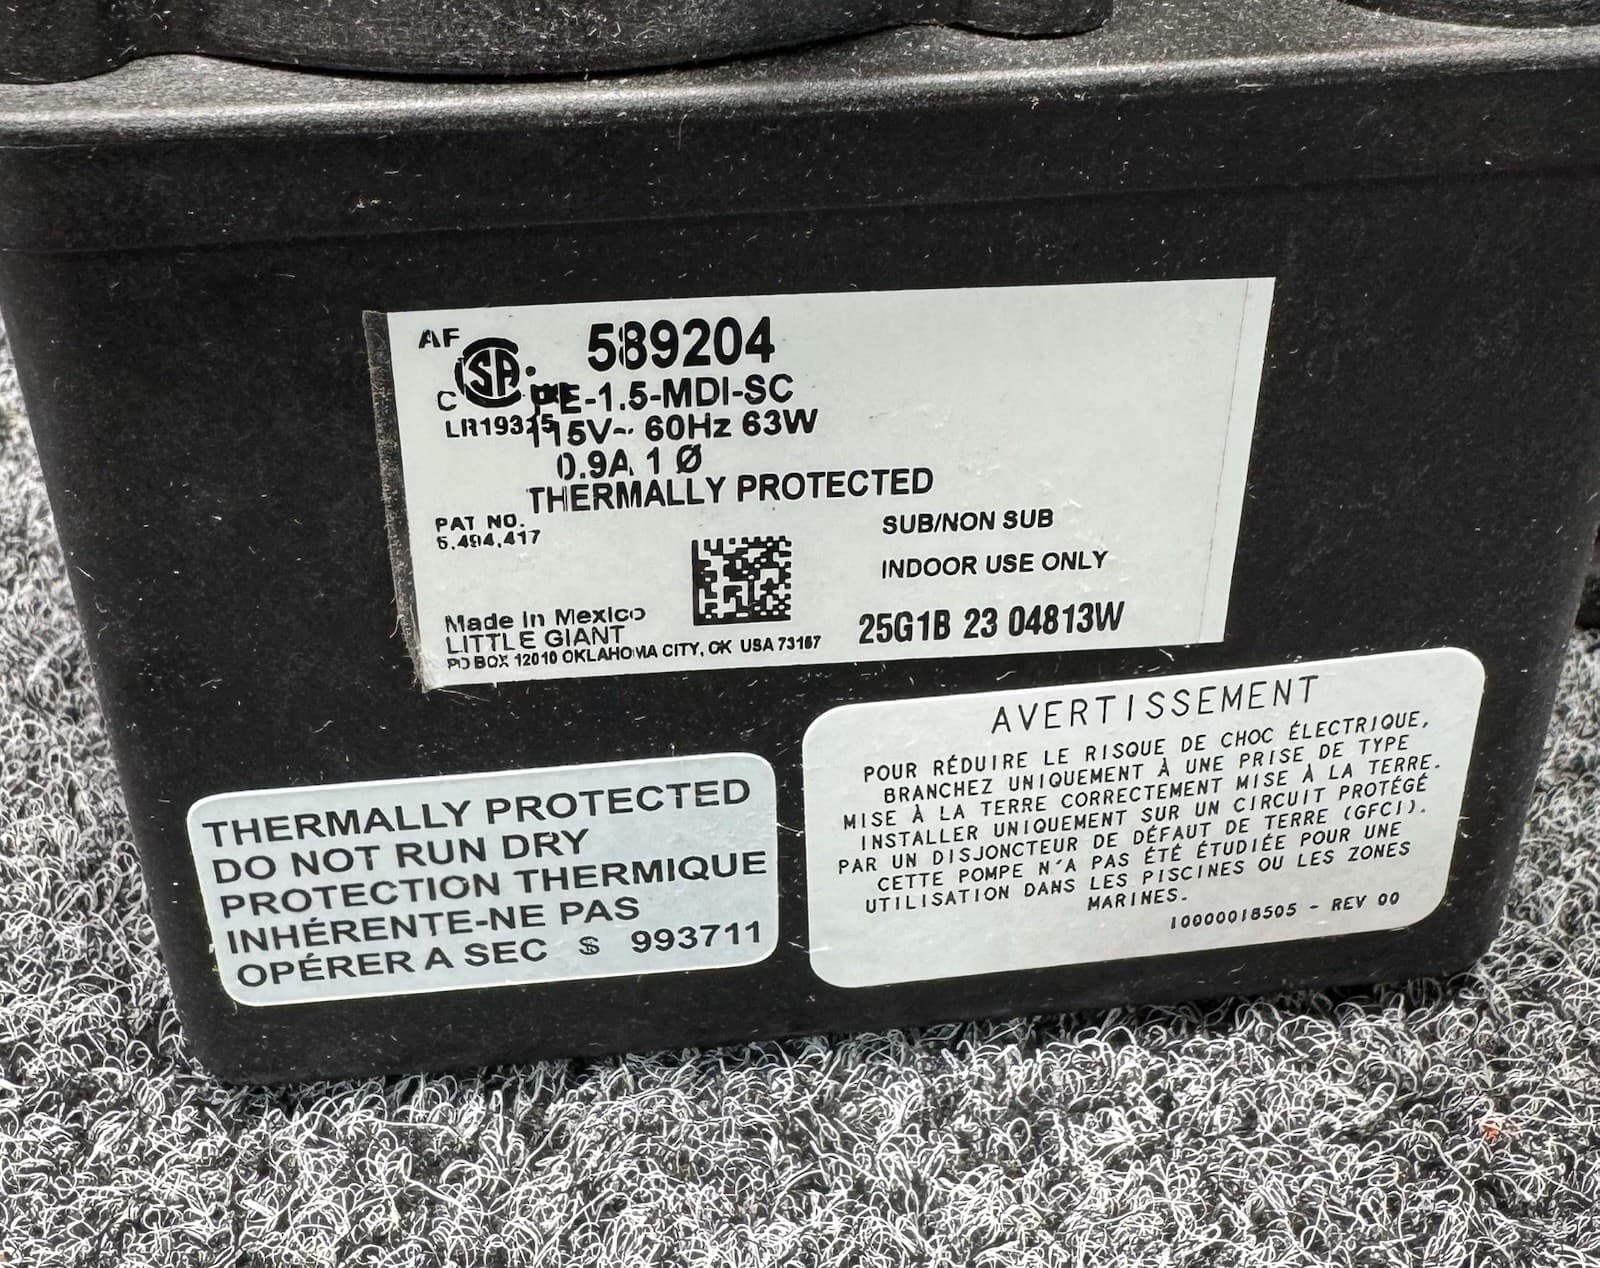 AF
CSA
C
LR19315
589204
PE-1.5-MDI-SC
115V~ 60Hz 63W
0.9A 1 Ø
THERMALLY PROTECTED
PAT NO.
5,494,417
SUB/NON SUB
INDOOR USE ONLY
Made in Mexico
LITTLE GIANT
PO BOX 12010 OKLAHOMA CITY, OK USA 73157
25G1B 23 04813W
THERMALLY PROTECTED
DO NOT RUN DRY
PROTECTION THERMIQUE
INHÉRENTE-NE PAS
OPÉRER A SEC $ 993711
AVERTISSEMENT
POUR RÉDUIRE LE RISQUE DE CHOC ÉLECTRIQUE,
BRANCHEZ UNIQUEMENT À UNE PRISE DE TYPE
MISE À LA TERRE CORRECTEMENT MISE À LA TERRE.
INSTALLER UNIQUEMENT SUR UN CIRCUIT PROTÉGÉ
PAR UN DISJONCTEUR DE DÉFAUT DE TERRE (GFCI).
CETTE POMPE N'A PAS ÉTÉ ÉTUDIÉE POUR UNE
UTILISATION DANS LES PISCINES OU LES ZONES
MARINES.
10000018505 - REV 00